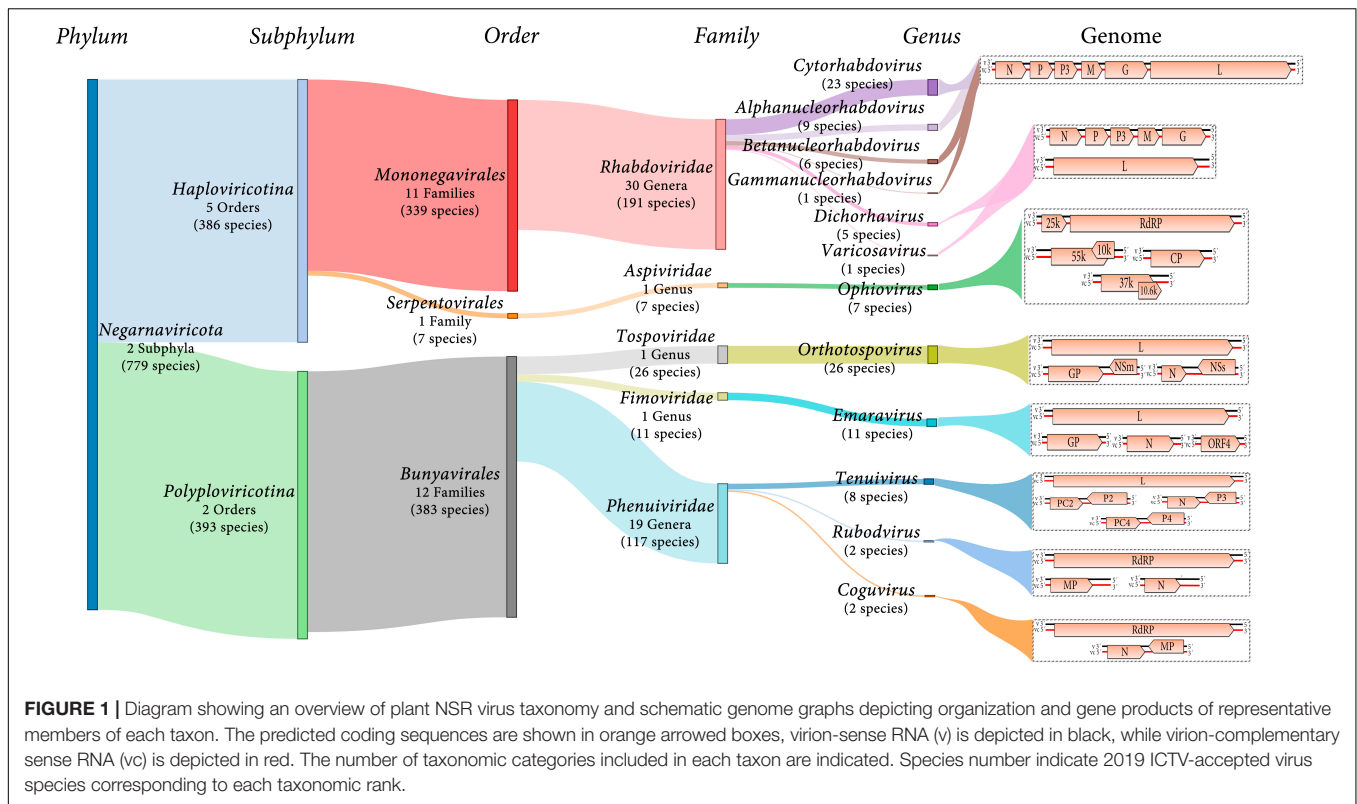 Phylum Subphylum Order Family Genus Genome
Negarnaviricota
2 Subphyla
(779 species)
Haploviricotina
5 Orders
(386 species)
Polyploviricotina
2 Orders
(393 species)
Mononegavirales
11 Families
(339 species)
Serpentovirales
1 Family
(7 species)
Bunyavirales
12 Families
(383 species)
Rhabdoviridae
30 Genera
(191 species)
Aspiviridae
1 Genus
(7 species)
Tospoviridae
1 Genus
(26 species)
Fimoviridae
1 Genus
(11 species)
Phenuiviridae
19 Genera
(117 species)
Cytorhabdovirus
(23 species)
Alphanucleorhabdovirus
(9 species)
Betanucleorhabdovirus
(6 species)
Gammanucleorhabdovirus
(1 species)
Dichorhavirus
(5 species)
Varicosavirus
(1 species)
Ophiovirus
(7 species)
Orthotospovirus
(26 species)
Emaravirus
(11 species)
Tenuivirus
(8 species)
Rubodvirus
(2 species)
Coguvirus
(2 species)
N P P3 M G L
N P P3 M G
L
25k RdRP
55k 10k CP
37k 10.6k
L
GP NSm N NSs
L
GP N ORF4
L
PC2 P2 N P3
PC4 P4
RdRP
MP N
RdRP
N MP
FIGURE 1 | Diagram showing an overview of plant NSR virus taxonomy and schematic genome graphs depicting organization and gene products of representative
members of each taxon. The predicted coding sequences are shown in orange arrowed boxes, virion-sense RNA (v) is depicted in black, while virion-complementary
sense RNA (vc) is depicted in red. The number of taxonomic categories included in each taxon are indicated. Species number indicate 2019 ICTV-accepted virus
species corresponding to each taxonomic rank.